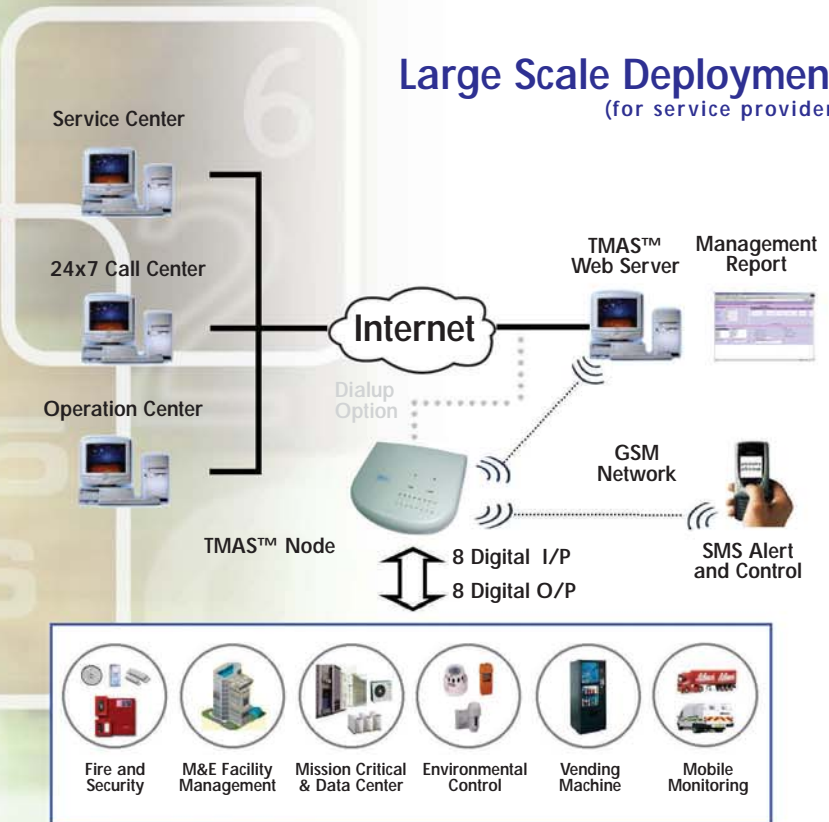 Large Scale Deploymen
(for service provider
Service Center
24x7 Call Center
Operation Center
Internet
TMAS™
Web Server
Management
Report
Dialup
Option
GSM
Network
TMAS™ Node
SMS Alert
and Control
8 Digital I/P
8 Digital O/P
Fire and
Security
M&E Facility
Management
Mission Critical
& Data Center
Environmental
Control
Vending
Machine
Mobile
Monitoring
6
2